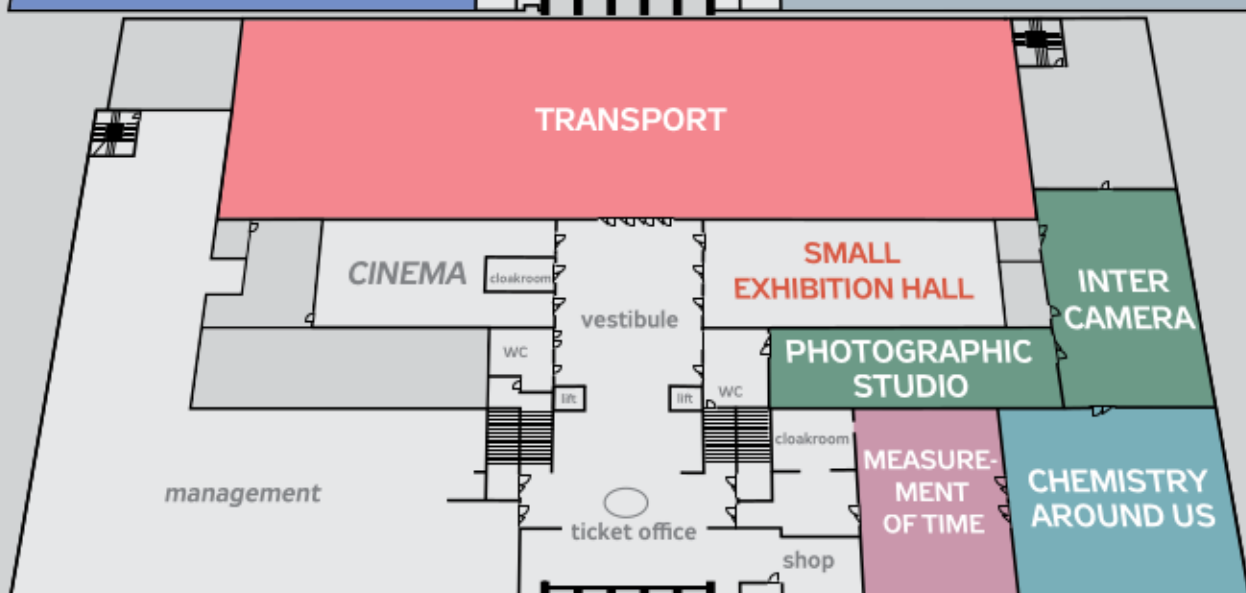 TRANSPORT
CINEMA
cloakroom
vestibule
SMALL
EXHIBITION HALL
INTER
CAMERA
WC
lift
lift
WC
PHOTOGRAPHIC
STUDIO
cloakroom
management
ticket office
shop
MEASURE-
MENT
OF TIME
CHEMISTRY
AROUND US